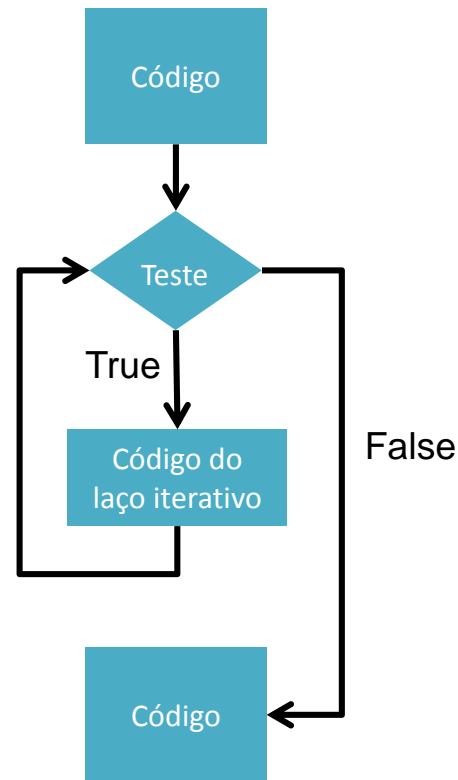 Código
Teste
True
False
Código do
laço iterativo
Código